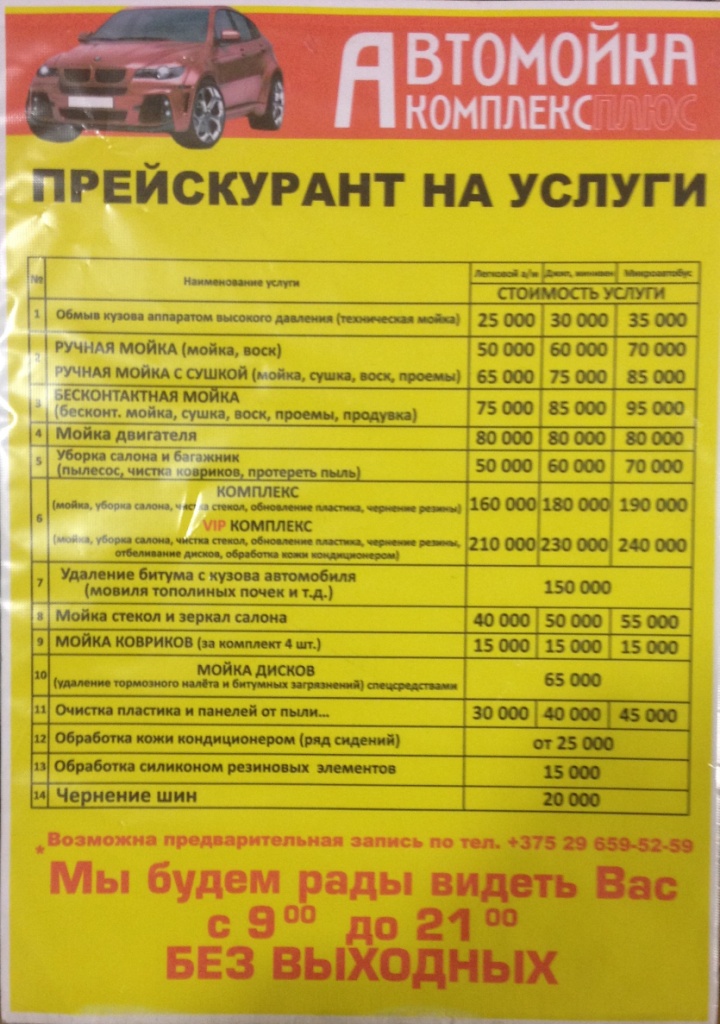 АВТОМОЙКА
КОМПЛЕКСПЛЮС
ПРЕЙСКУРАНТ НА УСЛУГИ
№ Наименование услуги Легковой а/м Джип, минивен Микроавтобус
СТОИМОСТЬ УСЛУГИ
1 Обмыв кузова аппаратом высокого давления (техническая мойка) 25 000 30 000 35 000
2 РУЧНАЯ МОЙКА (мойка, воск) 50 000 60 000 70 000
РУЧНАЯ МОЙКА С СУШКОЙ (мойка, сушка, воск, проемы) 65 000 75 000 85 000
3 БЕСКОНТАКТНАЯ МОЙКА
(бесконт. мойка, сушка, воск, проемы, продувка) 75 000 85 000 95 000
4 Мойка двигателя 80 000 80 000 80 000
5 Уборка салона и багажник
(пылесос, чистка ковриков, протереть пыль) 50 000 60 000 70 000
6 КОМПЛЕКС
(мойка, уборка салона, чистка стекол, обновление пластика, чернение резины) 160 000 180 000 190 000
VIP КОМПЛЕКС
(мойка, уборка салона, чистка стекол, обновление пластика, чернение резины,
отбеливание дисков, обработка кожи кондиционером) 210 000 230 000 240 000
7 Удаление битума с кузова автомобиля
(мовиля тополиных почек и т.д.) 150 000
8 Мойка стекол и зеркал салона 40 000 50 000 55 000
9 МОЙКА КОВРИКОВ (за комплект 4 шт.) 15 000 15 000 15 000
10 МОЙКА ДИСКОВ
(удаление тормозного налёта и битумных загрязнений) спецсредствами 65 000
11 Очистка пластика и панелей от пыли... 30 000 40 000 45 000
12 Обработка кожи кондиционером (ряд сидений) от 25 000
13 Обработка силиконом резиновых элементов 15 000
14 Чернение шин 20 000
*Возможна предварительная запись по тел. +375 29 659-52-59
Мы будем рады видеть Вас
с 9 00 до 21 00
БЕЗ ВЫХОДНЫХ